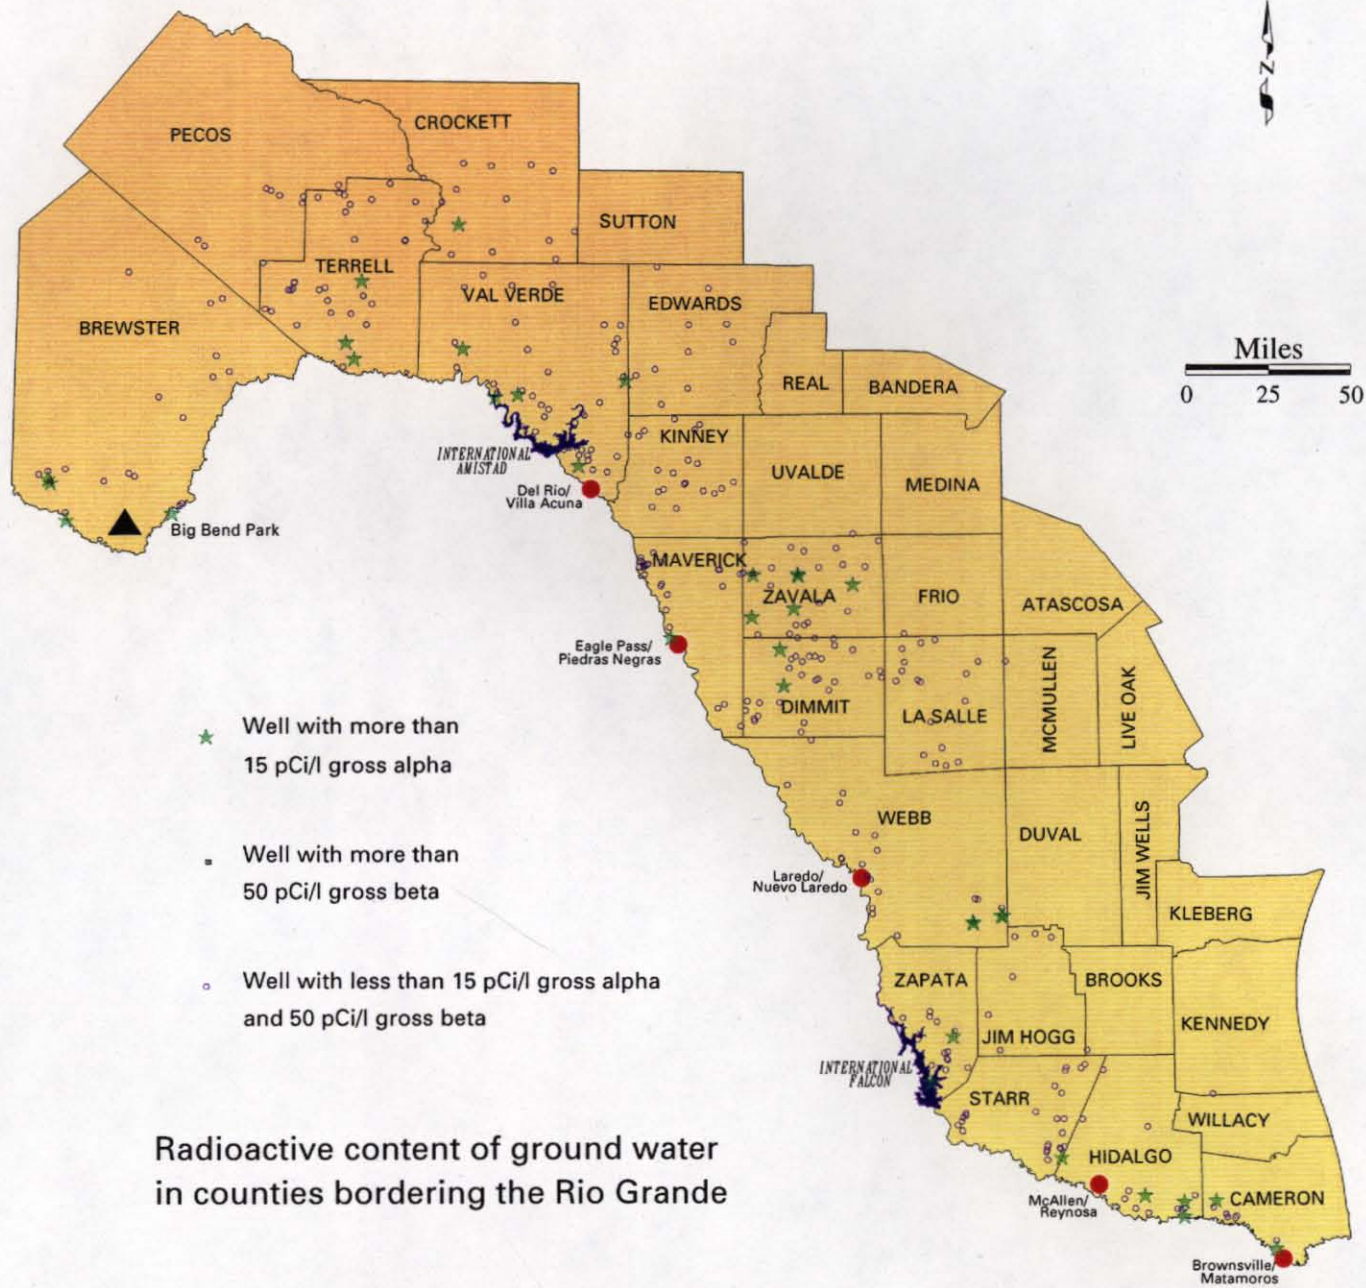 N
PECOS
CROCKETT
SUTTON
TERRELL
VAL VERDE
EDWARDS
BREWSTER
Miles
0 25 50
REAL
BANDERA
KINNEY
INTERNATIONAL
AMISTAD
UVALDE
MEDINA
Del Rio/
Villa Acuna
Big Bend Park
MAVERICK
ZAVALA
FRIO
ATASCOSA
Eagle Pass/
Piedras Negras
DIMMIT
LA SALLE
MCMULLEN
LIVE OAK
Well with more than
15 pCi/l gross alpha
WEBB
DUVAL
JIM WELLS
Well with more than
50 pCi/l gross beta
Laredo/
Nuevo Laredo
KLEBERG
Well with less than 15 pCi/l gross alpha
and 50 pCi/l gross beta
ZAPATA
BROOKS
KENNEDY
JIM HOGG
INTERNATIONAL
FALCON
STARR
WILLACY
Radioactive content of ground water
in counties bordering the Rio Grande
HIDALGO
CAMERON
McAllen/
Reynosa
Brownsville/
Matamoros